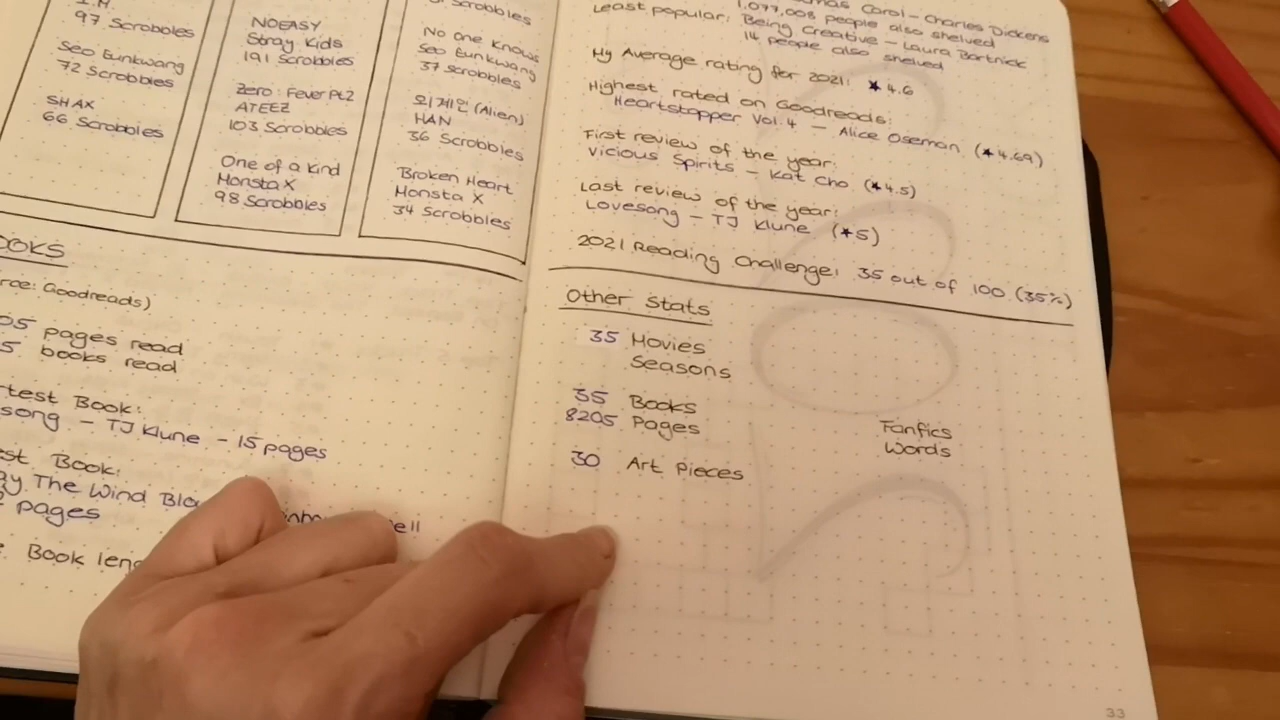 97 Scrobbles
Seo Eunkwang
72 Scrobbles
SHAX
66 Scrobbles
NOEASY
Stray Kids
191 Scrobbles
Zero: Fever Pt.2
ATEEZ
103 Scrobbles
One of a Kind
Monsta X
98 Scrobbles
Scrobbles
No One Knows
Seo Eunkwang
37 Scrobbles
외계인 (Alien)
HAN
36 Scrobbles
Broken Heart
Monsta X
34 Scrobbles
OOKS
rce: Goodreads)
05 pages read
5 books read
test Book:
song - TJ Klune - 15 pages
st Book:
y The Wind Blo
pages
Book len
Carol - Charles Dickens
1,077,008 people also shelved
Least popular: Being Creative - Laura Bartnick
14 people also shelved
My Average rating for 2021: ★ 4.6
Highest rated on Goodreads:
Heartstopper Vol. 4 - Alice Oseman (★ 4.69)
First review of the year:
Vicious Spirits - Kat Cho (★ 4.5)
Last review of the year:
Lovesong - TJ Klune (★5)
2021 Reading Challenge: 35 out of 100 (35%)
Other Stats
35 Movies
Seasons
35 Books
8205 Pages
Fanfics
Words
30 Art Pieces
33